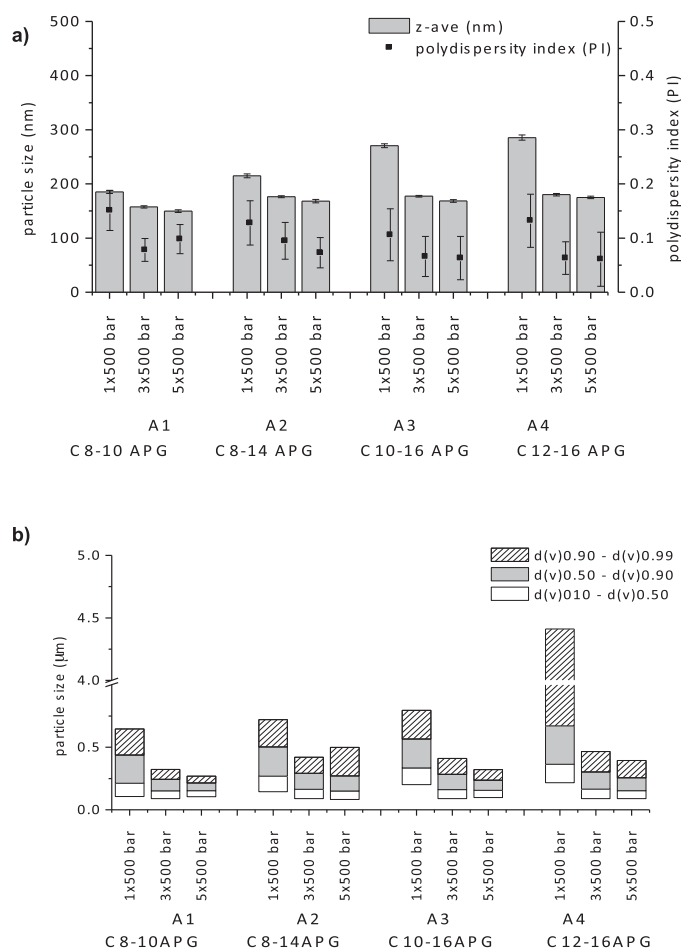 a)
500
400
300
200
100
0
particle size (nm)
z-ave (nm)
polydispersity index (PI)
0.5
0.4
0.3
0.2
0.1
0.0
polydispersity index (PI)
1x500 bar
3x500 bar
5x500 bar
1x500 bar
3x500 bar
5x500 bar
1x500 bar
3x500 bar
5x500 bar
1x500 bar
3x500 bar
5x500 bar
A1 A2 A3 A4
C8-10 APG C8-14 APG C10-16 APG C12-16 APG
b)
5.0
4.5
4.0
0.5
0.0
particle size (µm)
d(v)0.90 - d(v)0.99
d(v)0.50 - d(v)0.90
d(v)010 - d(v)0.50
1x500 bar
3x500 bar
5x500 bar
1x500 bar
3x500 bar
5x500 bar
1x500 bar
3x500 bar
5x500 bar
1x500 bar
3x500 bar
5x500 bar
A1 A2 A3 A4
C8-10APG C8-14APG C10-16APG C12-16APG